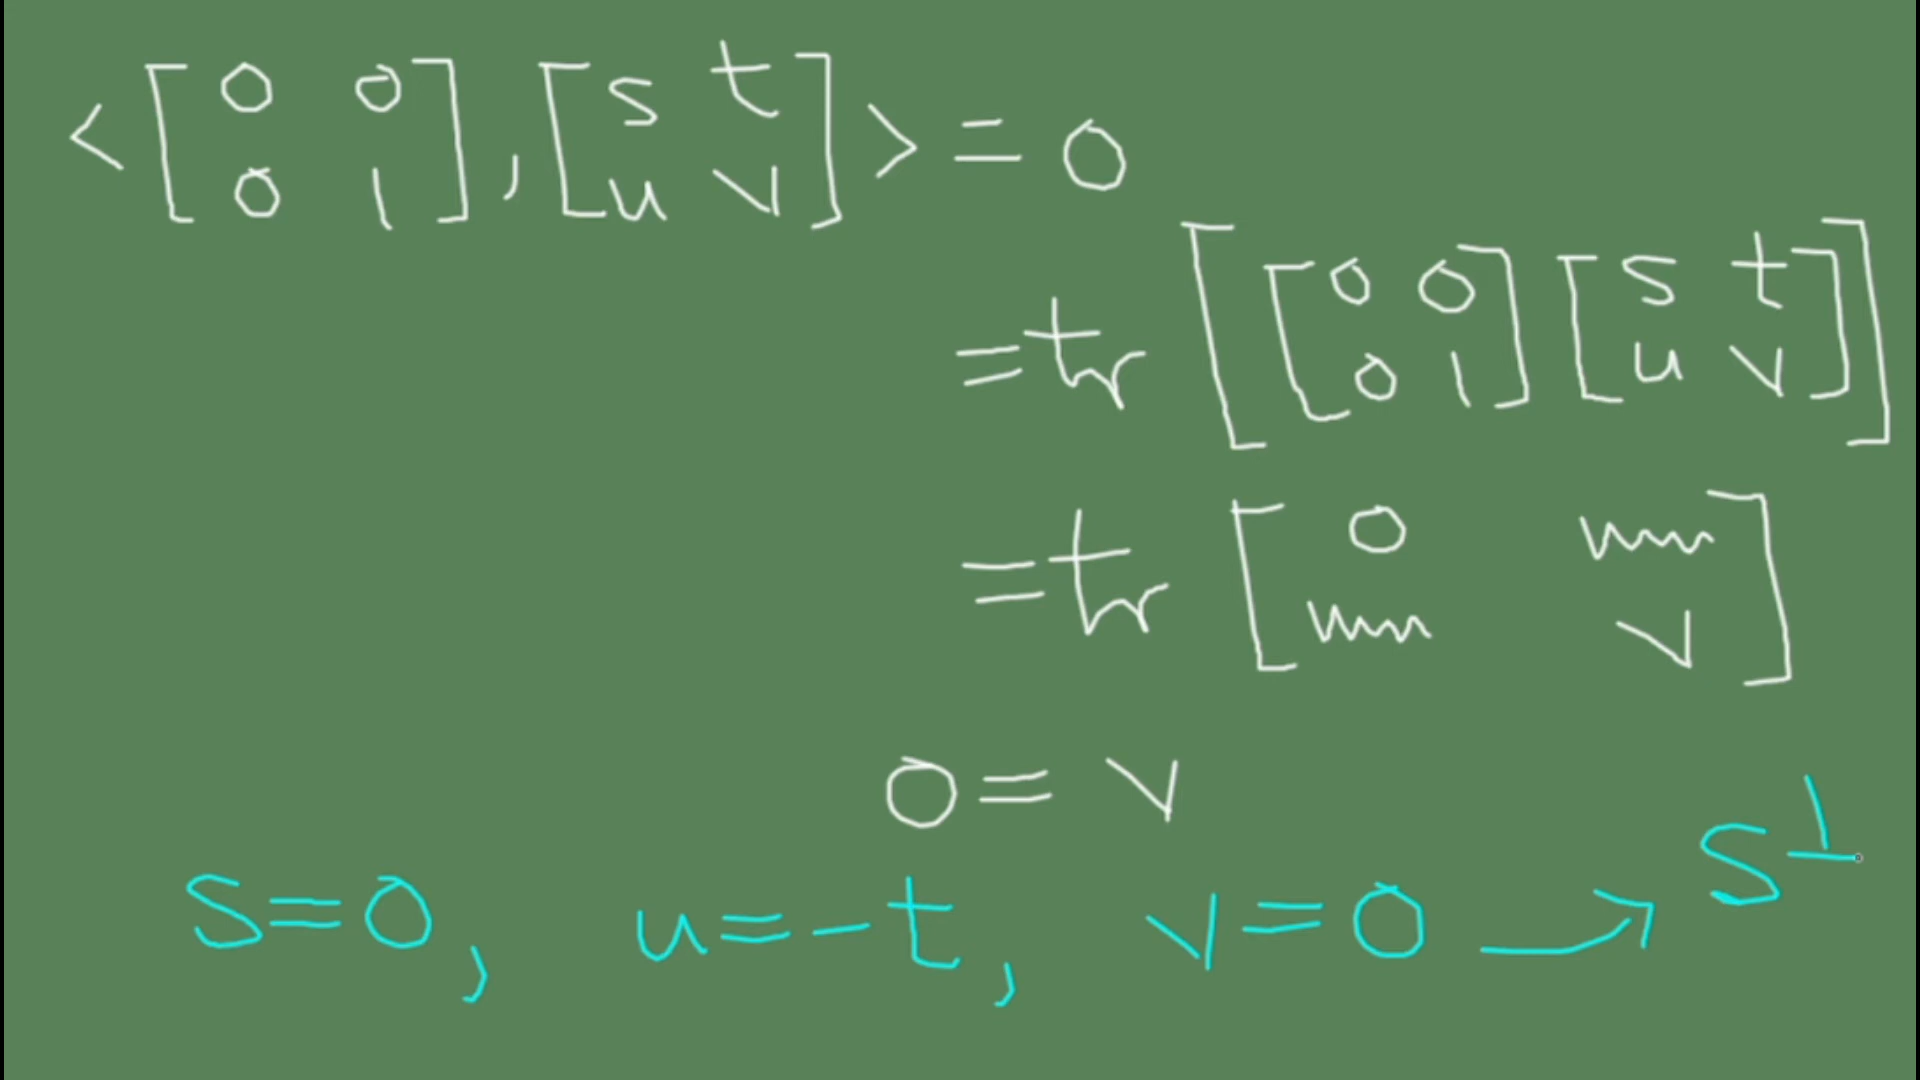 < [ 0 0 ; 0 1 ] , [ s t ; u v ] > = 0
= tr [ [ 0 0 ; 0 1 ] [ s t ; u v ] ]
= tr [ 0 ; v ]
0 = v
s = 0, u = -t, v = 0 → S⊥